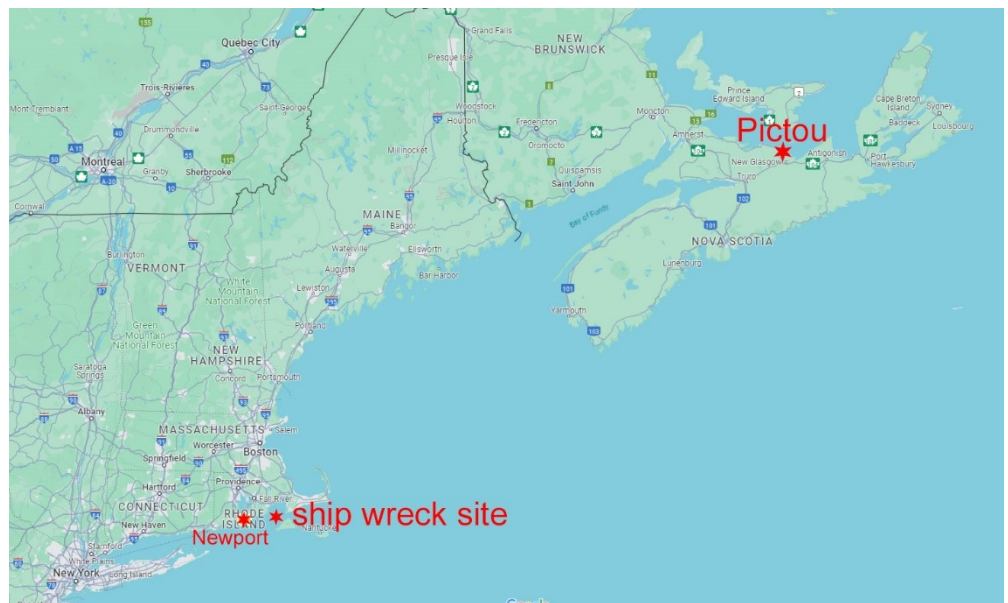 Grand Falls
155
Quebec City
NEW
BRUNSWICK
Presque Isle
Trois-Rivières
Prince
Edward Island
Cape Breton
Island
Sydney
Mont-Tremblant
Saint-Georges
Woodstock
Moncton
Baddeck
Louisbourg
Drummondville
Houlton
Fredericton
Pictou
Oromocto
Amherst
Antigonish
Port
Hawkesbury
Montreal
Millinocket
New Glasgow
Granby
Sherbrooke
Quispamsis
Truro
Saint John
Cornwall
MAINE
Bangor
Bay of Fundy
NOVA SCOTIA
Burlington
Waterville
Ellsworth
Lunenburg
VERMONT
Augusta
Bar Harbor
White
Mountain
National Forest
Lewiston
Yarmouth
Green
Mountain
National Forest
Portland
NEW
HAMPSHIRE
Saratoga
Springs
Concord
Portsmouth
Albany
MASSACHUSETTS
Salem
Worcester
Boston
Springfield
Hartford
Providence
Fall River
CONNECTICUT
RHODE
ISLAND
ship wreck site
New Haven
Nantucket
Newport
Stamford
White Plains
New York
Long Island